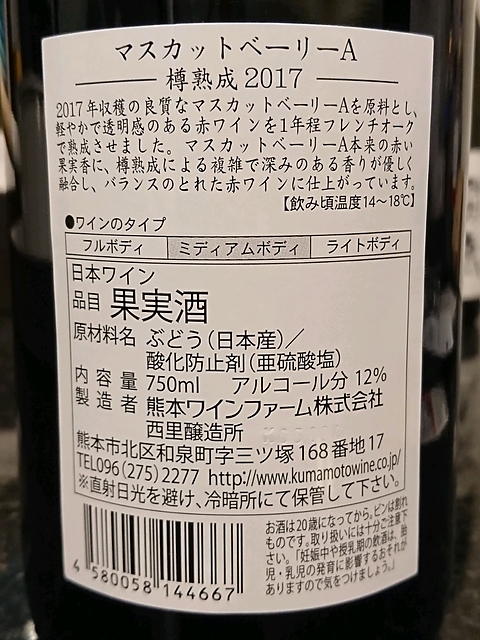 マスカットベーリーA
樽熟成 2017
2017年収穫の良質なマスカットベーリーAを原料とし、
軽やかで透明感のある赤ワインを1年程フレンチオーク
で熟成させました。マスカットベーリーA本来の赤い
果実香に、樽熟成による複雑で深みのある香りが優しく
融合し、バランスのとれた赤ワインに仕上がっています。
【飲み頃温度14〜18℃】
●ワインのタイプ
フルボディ ミディアムボディ ライトボディ
日本ワイン
品目 果実酒
原材料名 ぶどう(日本産)／
酸化防止剤(亜硫酸塩)
内容量 750ml アルコール分 12%
製造者 熊本ワインファーム株式会社
西里醸造所
熊本市北区和泉町字三ツ塚168番地17
TEL096(275)2277 http://www.kumamotowine.co.jp/
※直射日光を避け、冷暗所にて保管して下さい。
お酒は20歳になってから。ビンは割れ
ものです。取り扱いには十分ご注意下
さい。「妊娠中や授乳期の飲酒は、胎
児・乳児の発育に影響するおそれが
ありますので気をつけましょう。」
4 580058 144667